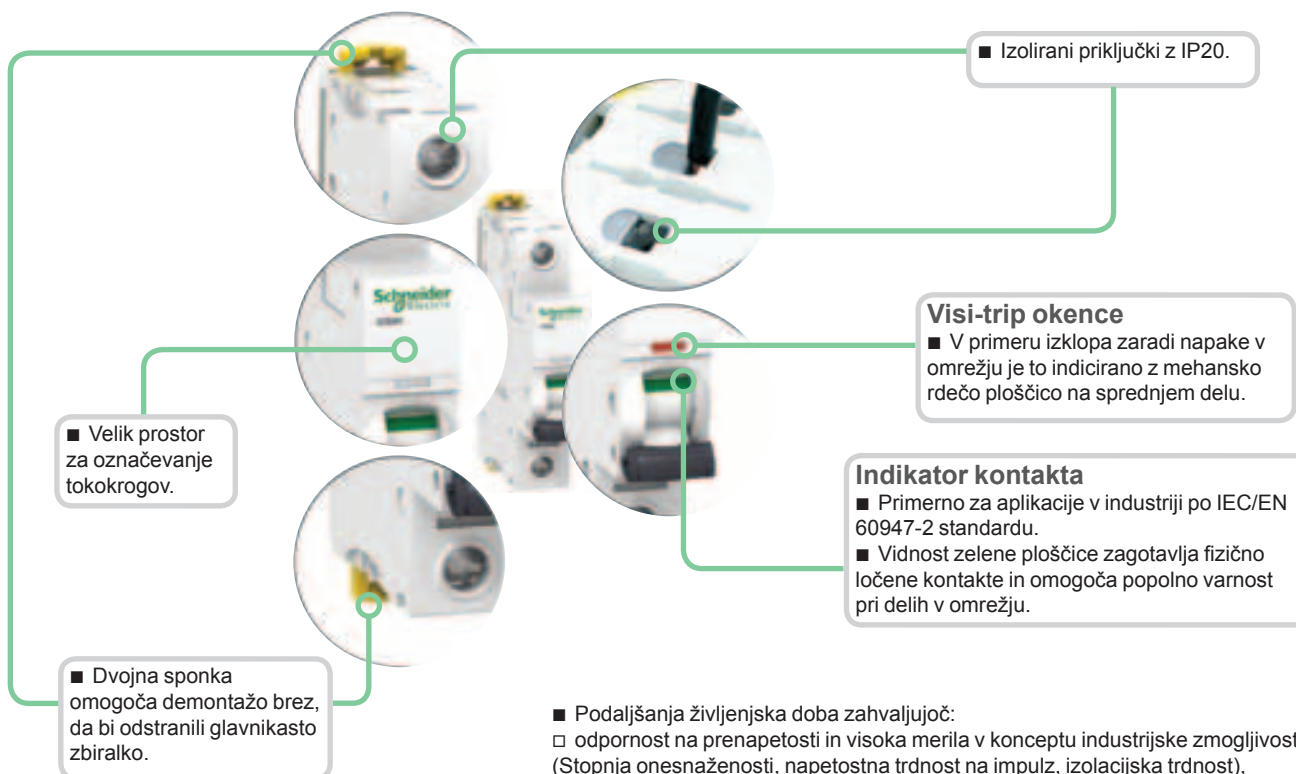 ■ Izolirani priključki z IP20.
Schneider
Electric
Visi-trip okence
■ V primeru izklopa zaradi napake v
omrežju je to indicirano z mehansko
rdečo ploščico na sprednjem delu.
■ Velik prostor
za označevanje
tokokrogov.
Indikator kontakta
■ Primerno za aplikacije v industriji po IEC/EN
60947-2 standardu.
■ Vidnost zelene ploščice zagotavlja fizično
ločene kontakte in omogoča popolno varnost
pri delih v omrežju.
■ Dvojna sponka
omogoča demontažo brez,
da bi odstranili glavnikasto
zbiralko.
■ Podaljšanja življenjska doba zahvaljujoč:
□ odpornost na prenapetosti in visoka merila v konceptu industrijske zmogljivost
(Stopnja onesnaženosti, napetostna trdnost na impulz, izolacijska trdnost),